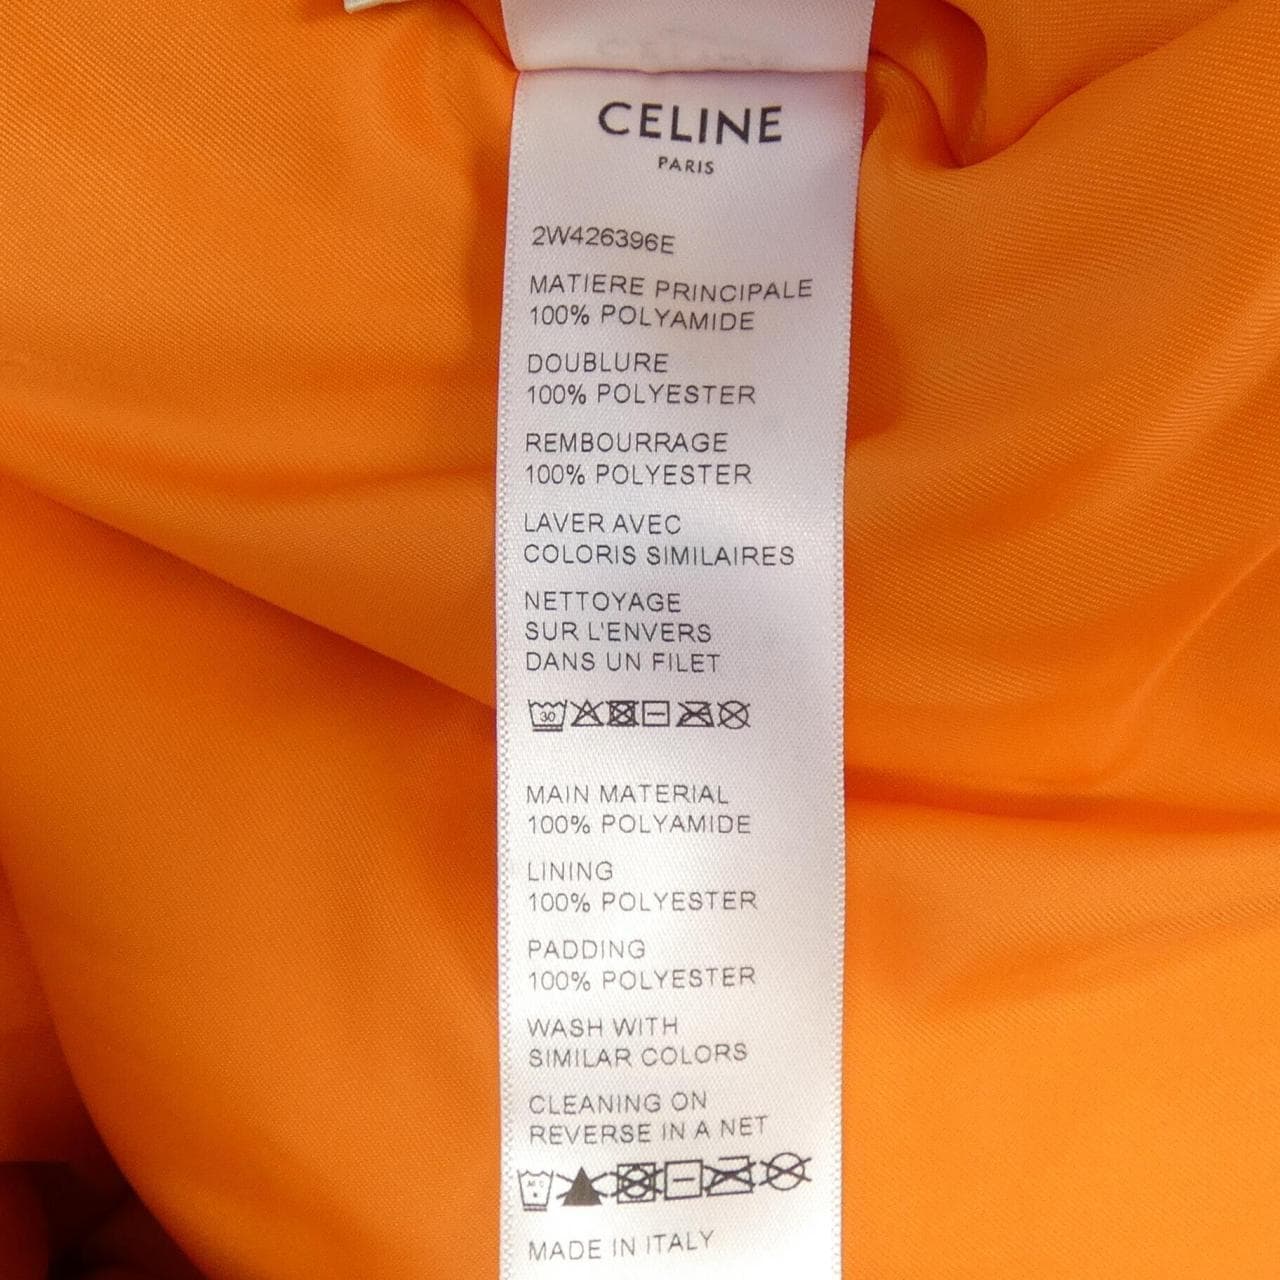 CELINE
PARIS
2W426396E
MATIERE PRINCIPALE
100% POLYAMIDE
DOUBLURE
100% POLYESTER
REMBOURRAGE
100% POLYESTER
LAVER AVEC
COLORIS SIMILAIRES
NETTOYAGE
SUR L'ENVERS
DANS UN FILET
30
MAIN MATERIAL
100% POLYAMIDE
LINING
100% POLYESTER
PADDING
100% POLYESTER
WASH WITH
SIMILAR COLORS
CLEANING ON
REVERSE IN A NET
MADE IN ITALY